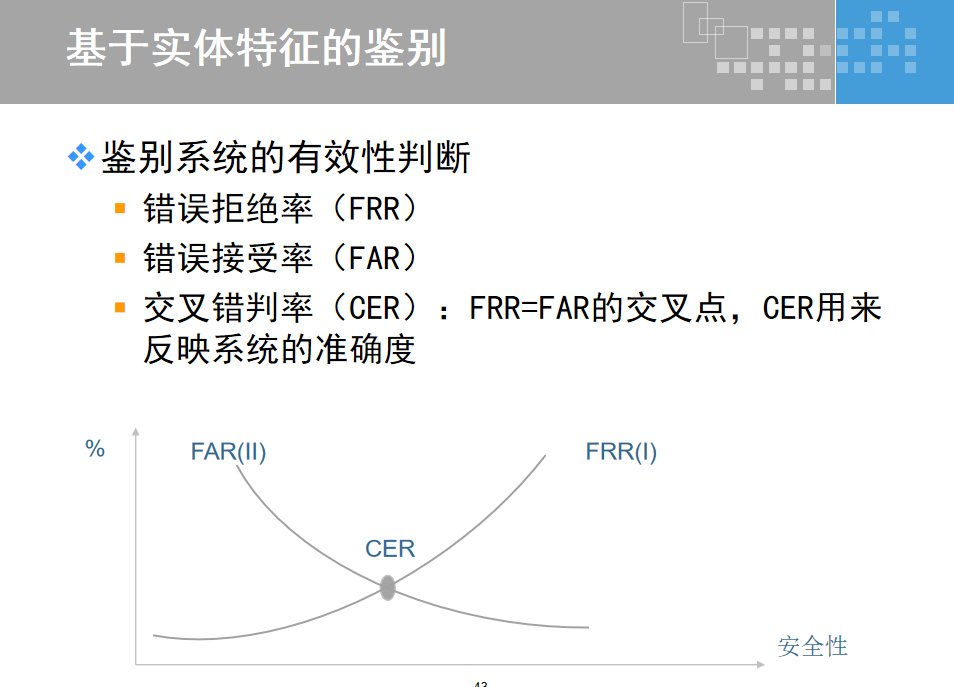 基于实体特征的鉴别
鉴别系统的有效性判断
错误拒绝率（FRR）
错误接受率（FAR）
交叉错判率（CER）：FRR=FAR的交叉点，CER用来
反映系统的准确度
%
FAR(II)
FRR(I)
CER
安全性
43